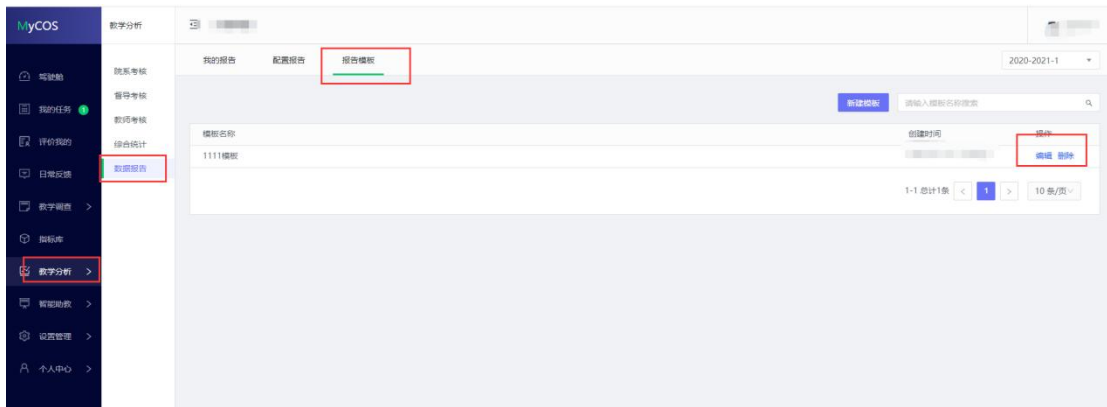 MyCOS
教学分析
我的报告 配置报告 报告模板
2020-2021-1
驾驶舱
我的任务 1
评价我的
日常反馈
教学调查
指标库
教学分析
智能助教
设置管理
个人中心
院系考核
督导考核
教师考核
综合统计
数据报告
新建模板 请输入模板名称搜索
模板名称 创建时间 操作
1111模板 编辑 删除
1-1 总计1条 < 1 > 10 条/页